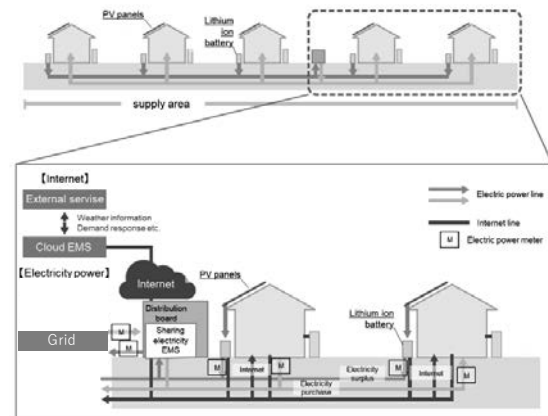 PV panels
Lithium
ion
battery
supply area
【Internet】
External servise
Weather information
Demand response etc.
Cloud EMS
【Electricity power】
Internet
Distribution
board
Sharing
electricity
EMS
Grid
M
M
PV panels
Lithium ion
battery
Electric power line
Internet line
M
Electric power meter
M
Internet
M
Electricity
surplus
M
Internet
M
Electricity
purchase